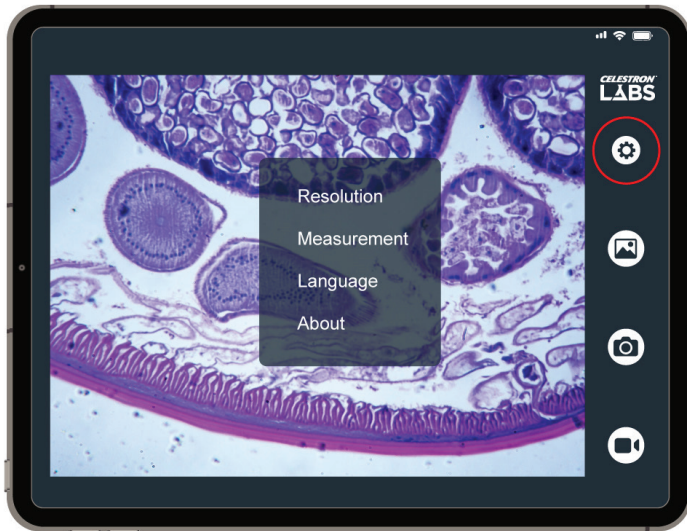 CELESTRON
LABS
Resolution
Measurement
Language
About